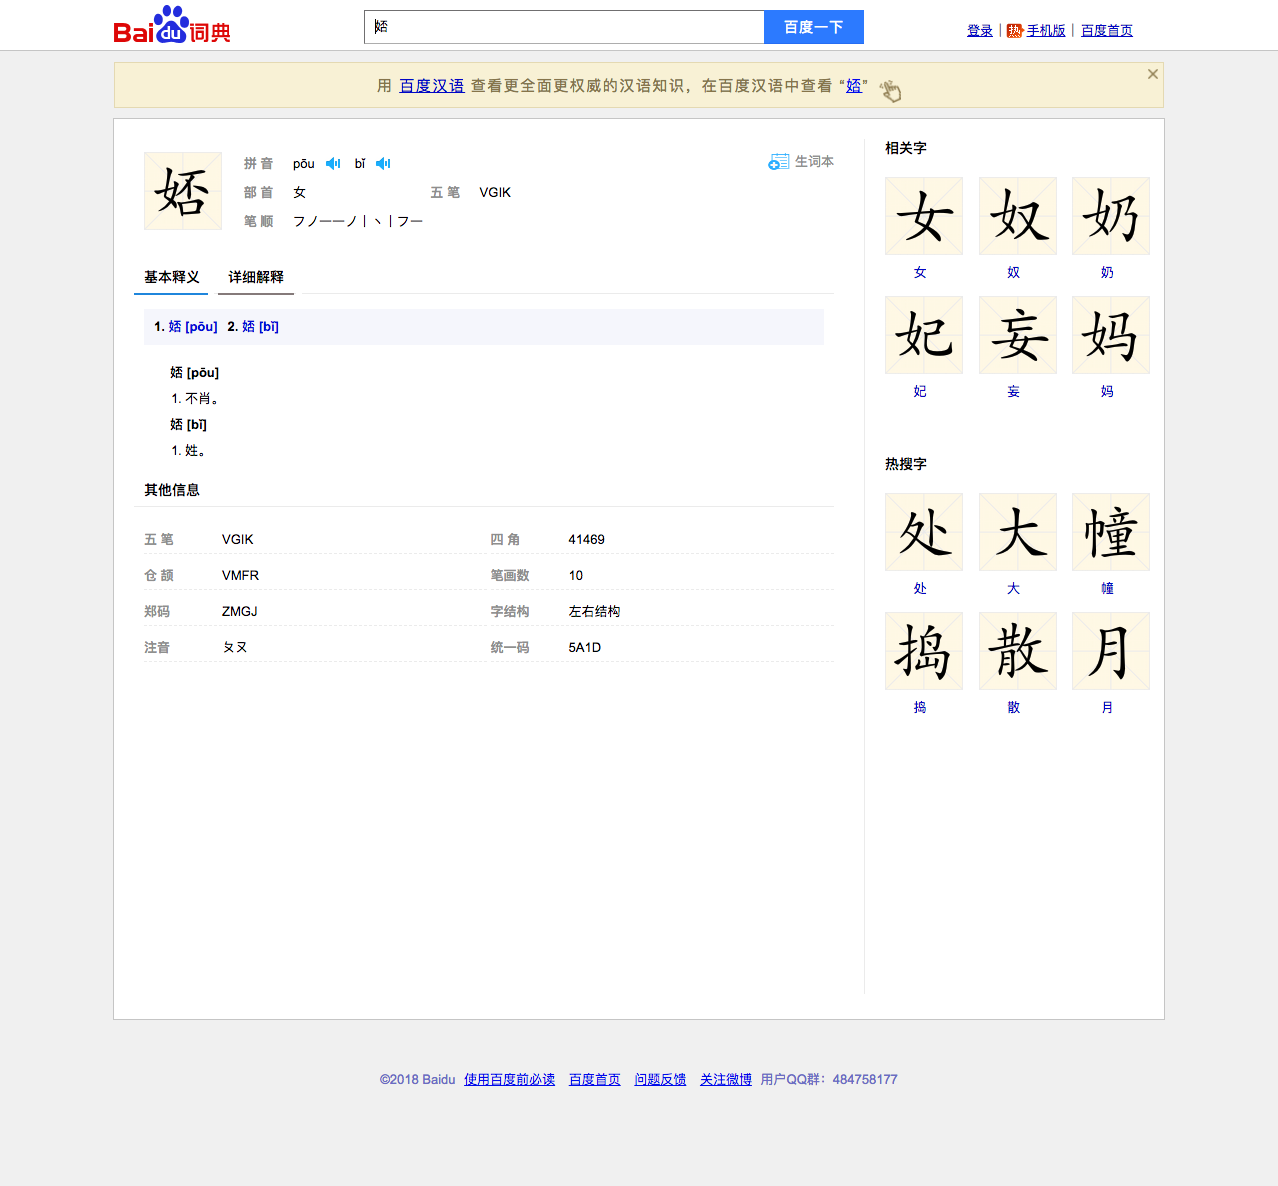 Baidu词典
娝
百度一下
登录 | 热 手机版 | 百度首页
用 百度汉语 查看更全面更权威的汉语知识，在百度汉语中查看 “娝”
娝
拼 音 pōu bǐ
生词本
部 首 女 五 笔 VGIK
笔 顺 フノ一一ノ丨丶丨フ一
基本释义 详细解释
1. 娝 [pōu] 2. 娝 [bǐ]
娝 [pōu]
1. 不肖。
娝 [bǐ]
1. 姓。
其他信息
五 笔 VGIK 四 角 41469
仓 颉 VMFR 笔画数 10
郑码 ZMGJ 字结构 左右结构
注音 ㄆㄡ 统一码 5A1D
相关字
女 奴 奶
女 奴 奶
妃 妄 妈
妃 妄 妈
热搜字
处 大 幢
处 大 幢
捣 散 月
捣 散 月
©2018 Baidu 使用百度前必读 百度首页 问题反馈 关注微博 用户QQ群：484758177